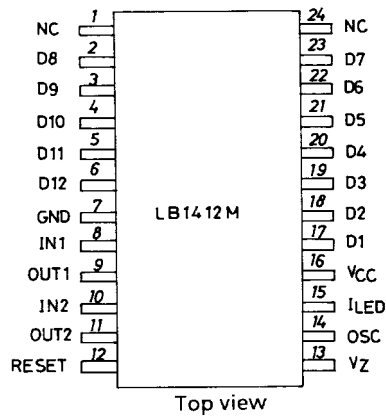 NC 1 24 NC
D8 2 23 D7
D9 3 22 D6
D10 4 21 D5
D11 5 20 D4
D12 6 19 D3
GND 7 LB1412M 18 D2
IN1 8 17 D1
OUT1 9 16 VCC
IN2 10 15 ILED
OUT2 11 14 OSC
RESET 12 13 VZ
Top view